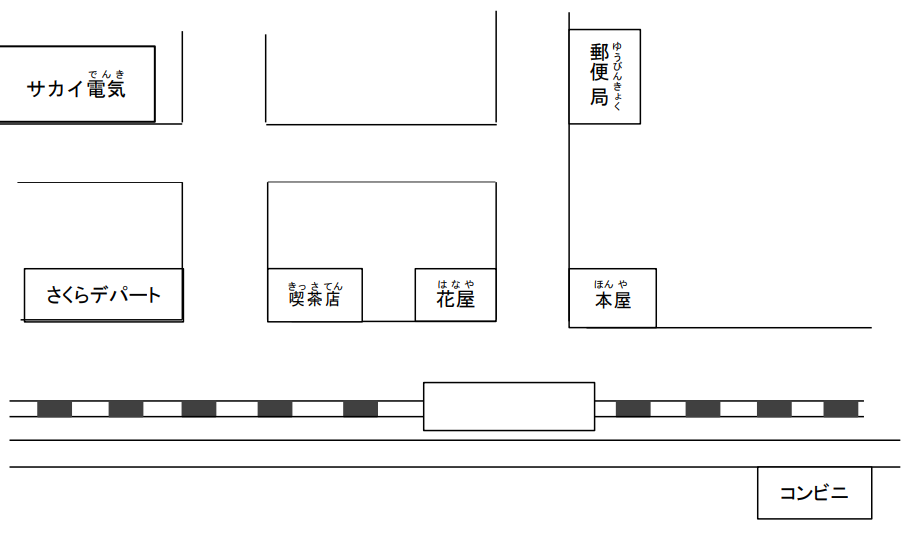 サカイ電気
でんき
郵便局
ゆうびんきょく
さくらデパート
喫茶店
きっさてん
花屋
はなや
本屋
ほんや
コンビニ